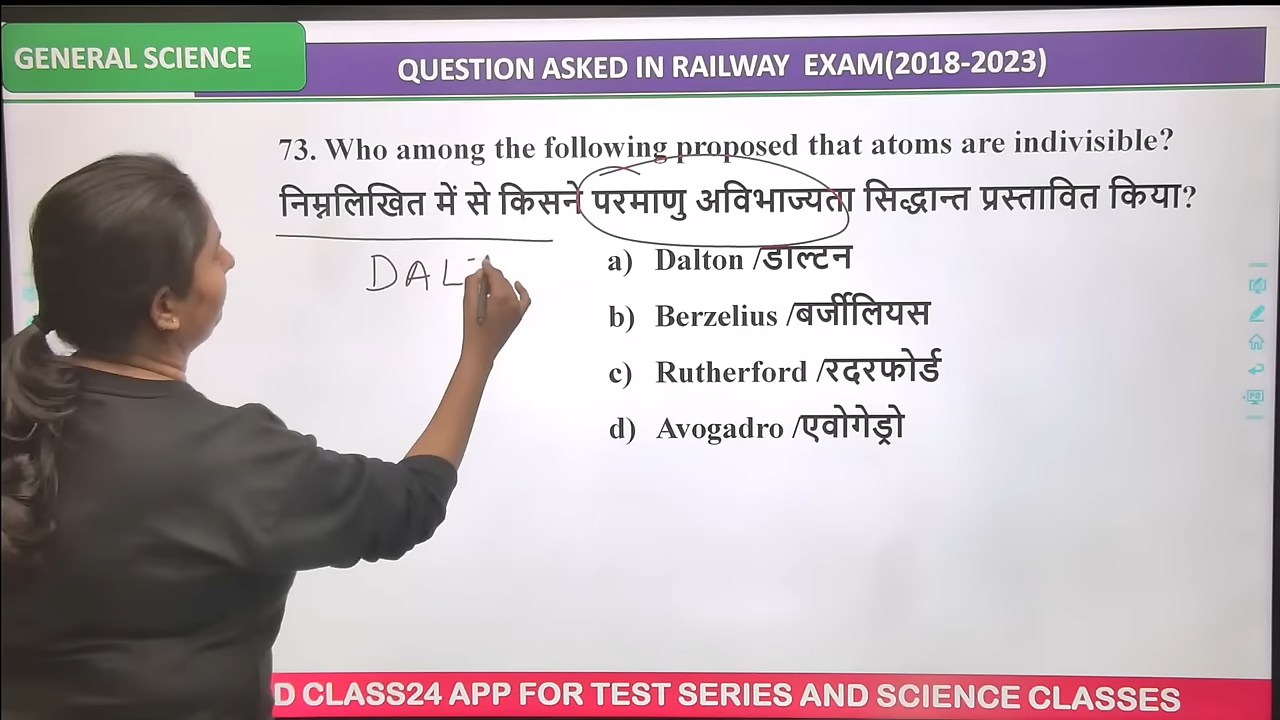 GENERAL SCIENCE
QUESTION ASKED IN RAILWAY EXAM(2018-2023)
73. Who among the following proposed that atoms are indivisible?
निम्नलिखित में से किसने परमाणु अविभाज्यता सिद्धान्त प्रस्तावित किया?
DAL
a) Dalton /डाल्टन
b) Berzelius /बर्जीलियस
c) Rutherford /रदरफोर्ड
d) Avogadro /एवोगेड्रो
D CLASS24 APP FOR TEST SERIES AND SCIENCE CLASSES